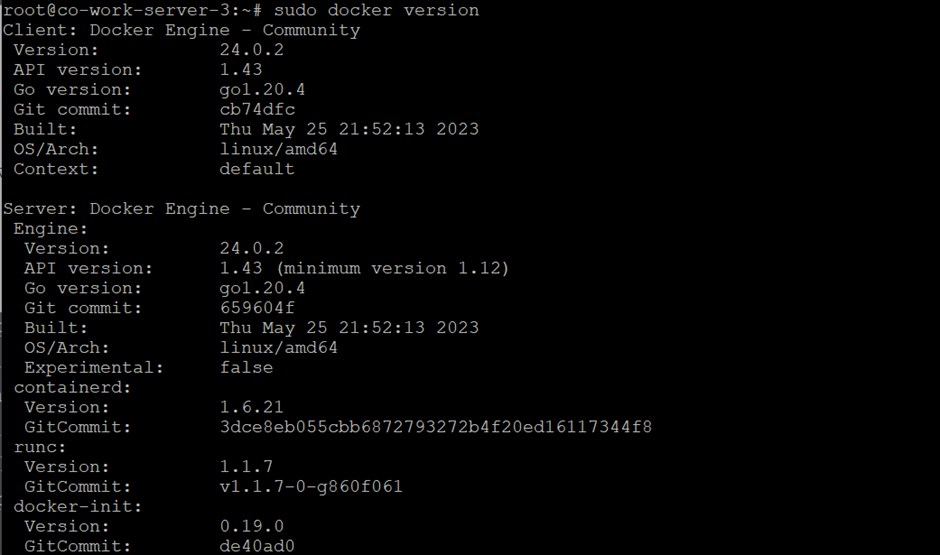 root@co-work-server-3:~# sudo docker version
Client: Docker Engine - Community
 Version:           24.0.2
 API version:       1.43
 Go version:        go1.20.4
 Git commit:        cb74dfc
 Built:             Thu May 25 21:52:13 2023
 OS/Arch:           linux/amd64
 Context:           default

Server: Docker Engine - Community
 Engine:
  Version:          24.0.2
  API version:      1.43 (minimum version 1.12)
  Go version:       go1.20.4
  Git commit:       659604f
  Built:            Thu May 25 21:52:13 2023
  OS/Arch:          linux/amd64
  Experimental:     false
 containerd:
  Version:          1.6.21
  GitCommit:        3dce8eb055cbb6872793272b4f20ed16117344f8
 runc:
  Version:          1.1.7
  GitCommit:        v1.1.7-0-g860f061
 docker-init:
  Version:          0.19.0
  GitCommit:        de40ad0